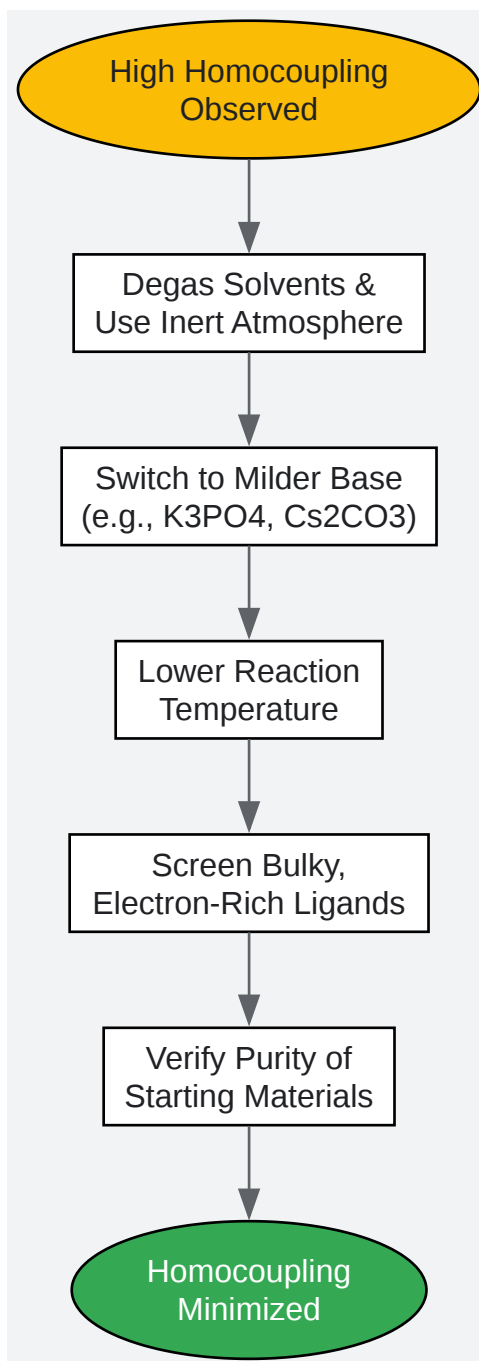 High Homocoupling
Observed
Degas Solvents &
Use Inert Atmosphere
Switch to Milder Base
(e.g., K3PO4, Cs2CO3)
Lower Reaction
Temperature
Screen Bulky,
Electron-Rich Ligands
Verify Purity of
Starting Materials
Homocoupling
Minimized